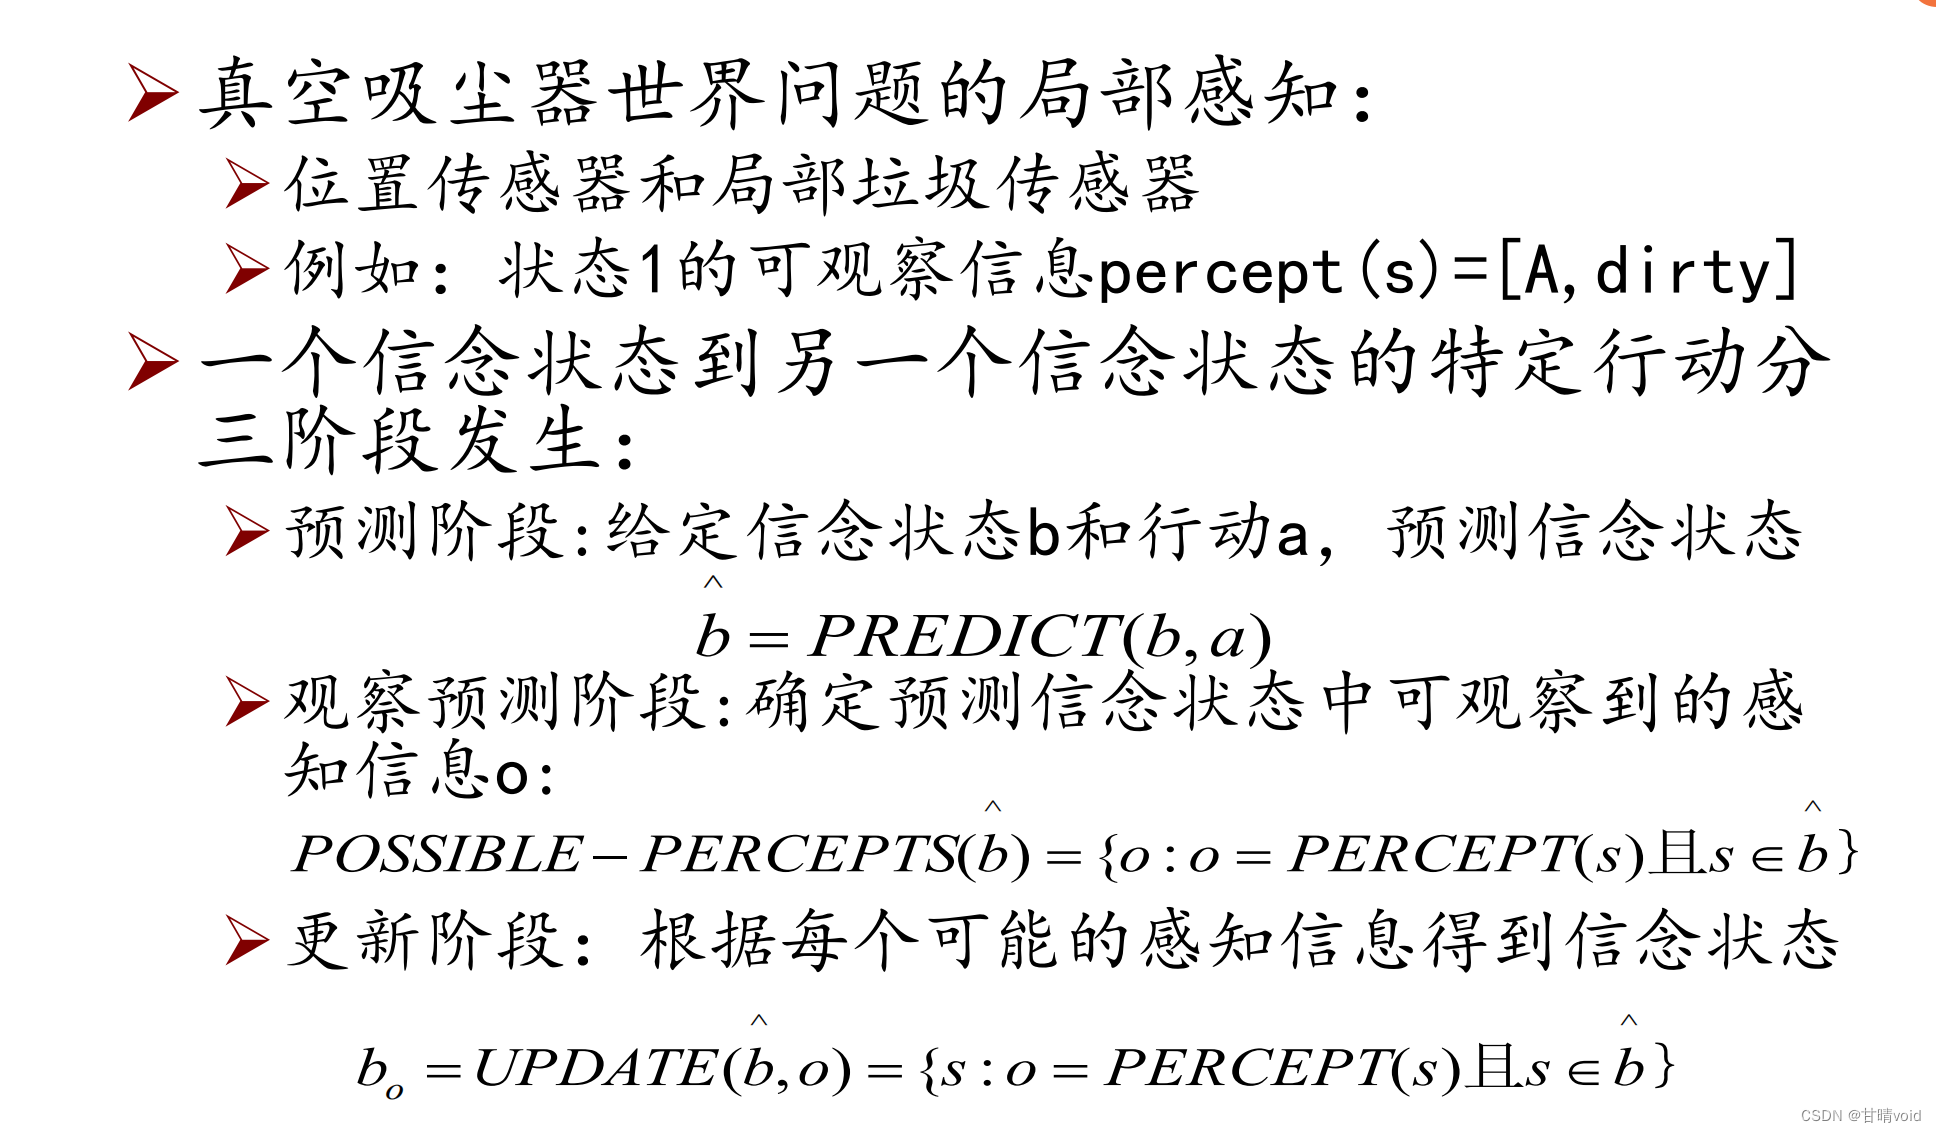 真空吸尘器世界问题的局部感知：
位置传感器和局部垃圾传感器
例如：状态1的可观察信息percept(s)=[A,dirty]
一个信念状态到另一个信念状态的特定行动分
三阶段发生：
预测阶段:给定信念状态b和行动a，预测信念状态
b̂ = PREDICT(b,a)
观察预测阶段:确定预测信念状态中可观察到的感
知信息o:
POSSIBLE − PERCEPTS(b̂) = {o : o = PERCEPT(s)且s ∈ b̂}
更新阶段：根据每个可能的感知信息得到信念状态
bₒ = UPDATE(b̂,o) = {s : o = PERCEPT(s)且s ∈ b̂}
CSDN @甘晴void